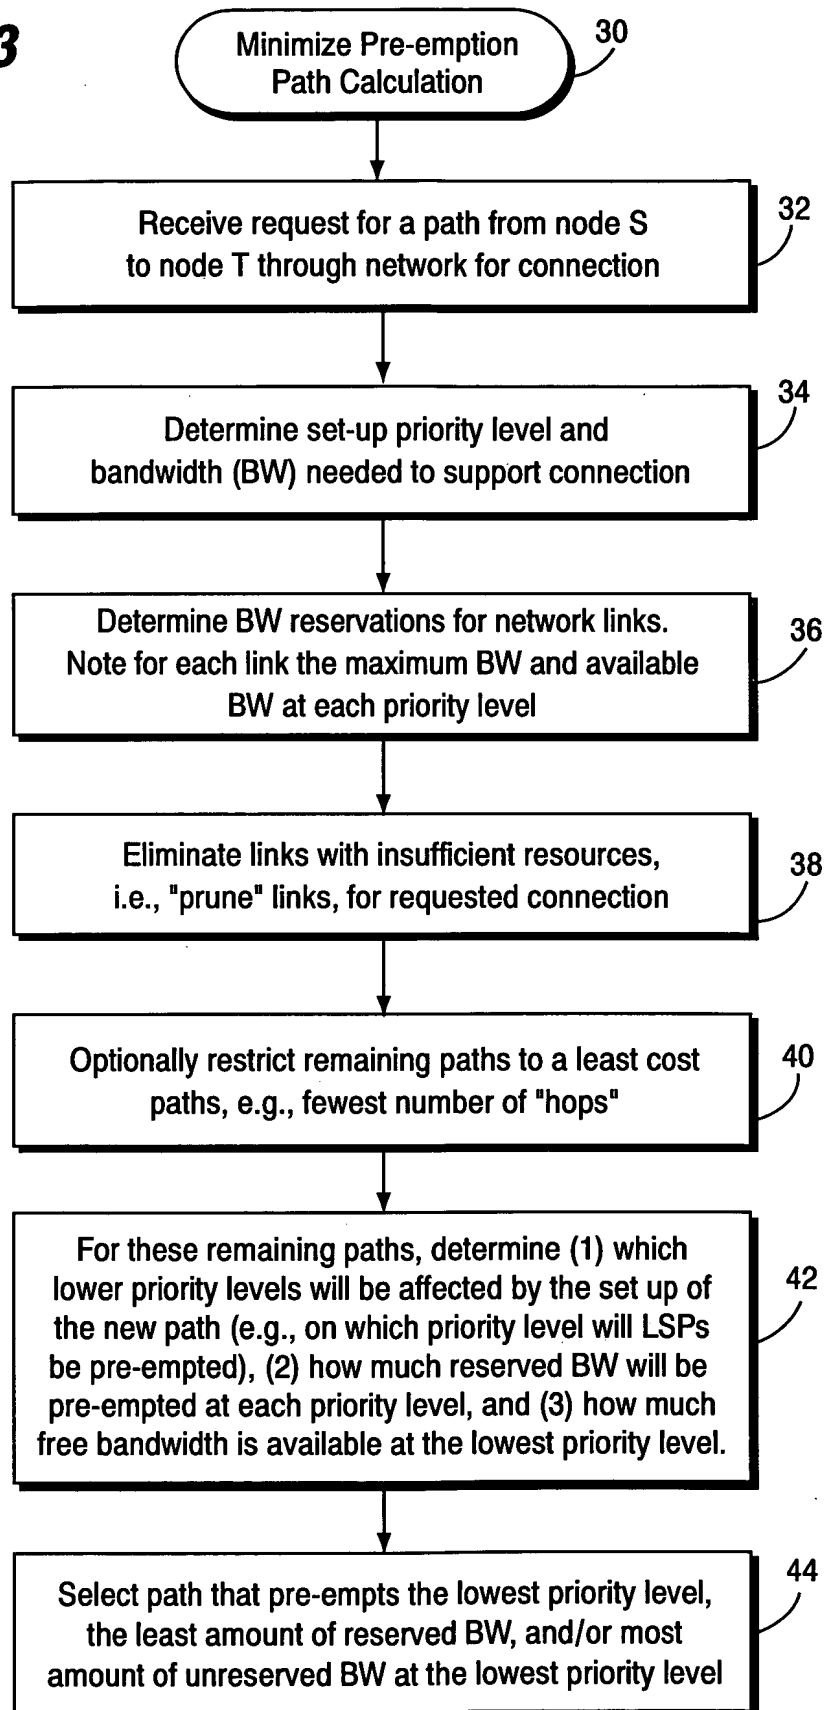 3
Minimize Pre-emption
Path Calculation
30
Receive request for a path from node S
to node T through network for connection
32
Determine set-up priority level and
bandwidth (BW) needed to support connection
34
Determine BW reservations for network links.
Note for each link the maximum BW and available
BW at each priority level
36
Eliminate links with insufficient resources,
i.e., "prune" links, for requested connection
38
Optionally restrict remaining paths to a least cost
paths, e.g., fewest number of "hops"
40
For these remaining paths, determine (1) which
lower priority levels will be affected by the set up of
the new path (e.g., on which priority level will LSPs
be pre-empted), (2) how much reserved BW will be
pre-empted at each priority level, and (3) how much
free bandwidth is available at the lowest priority level.
42
Select path that pre-empts the lowest priority level,
the least amount of reserved BW, and/or most
amount of unreserved BW at the lowest priority level
44